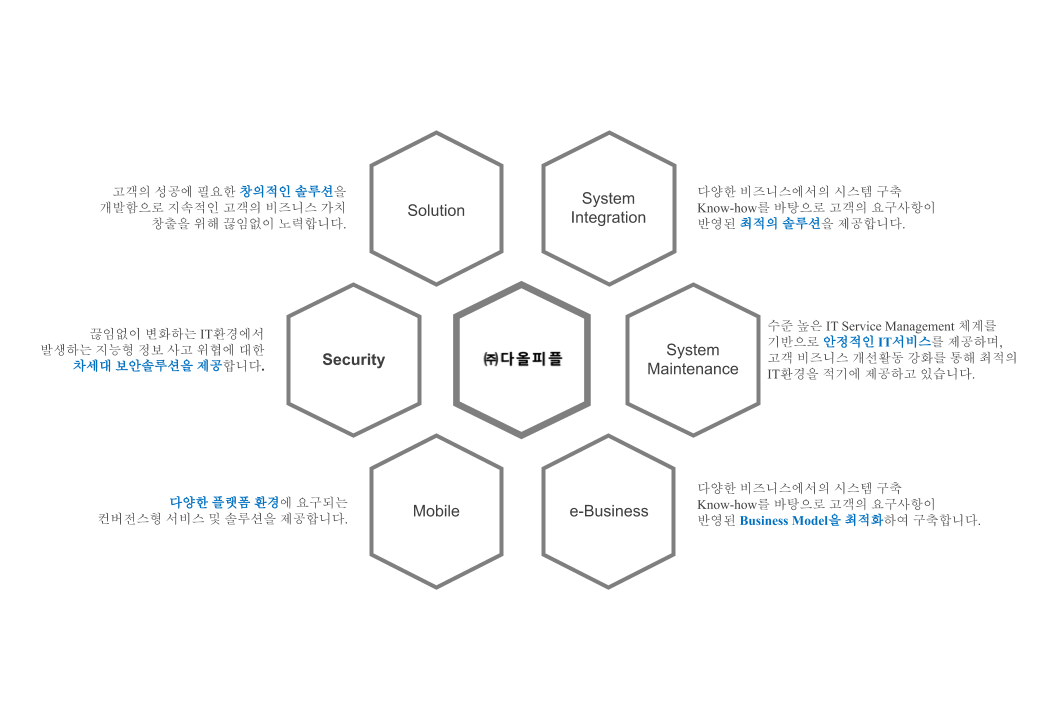 고객의 성공에 필요한 창의적인 솔루션을
개발함으로 지속적인 고객의 비즈니스 가치
창출을 위해 끊임없이 노력합니다.
Solution
System
Integration
다양한 비즈니스에서의 시스템 구축
Know-how를 바탕으로 고객의 요구사항이
반영된 최적의 솔루션을 제공합니다.
끊임없이 변화하는 IT환경에서
발생하는 지능형 정보 사고 위협에 대한
차세대 보안솔루션을 제공합니다.
Security
㈜다올피플
System
Maintenance
수준 높은 IT Service Management 체계를
기반으로 안정적인 IT서비스를 제공하며,
고객 비즈니스 개선활동 강화를 통해 최적의
IT환경을 적기에 제공하고 있습니다.
다양한 플랫폼 환경에 요구되는
컨버전스형 서비스 및 솔루션을 제공합니다.
Mobile
e-Business
다양한 비즈니스에서의 시스템 구축
Know-how를 바탕으로 고객의 요구사항이
반영된 Business Model을 최적화하여 구축합니다.